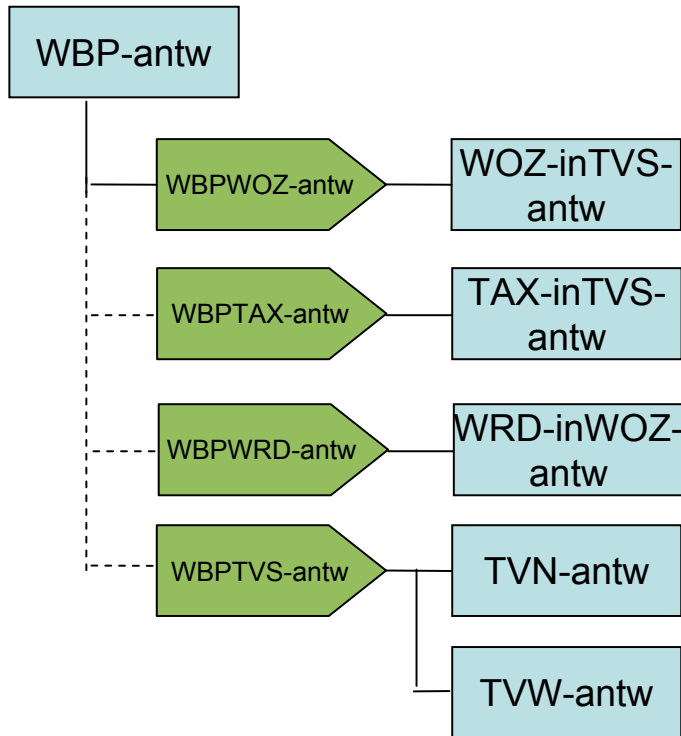 WBP-antw
WBPWOZ-antw
WOZ-inTVS-
antw
WBPTAX-antw
TAX-inTVS-
antw
WBPWRD-antw
WRD-inWOZ-
antw
WBPTVS-antw
TVN-antw
TVW-antw